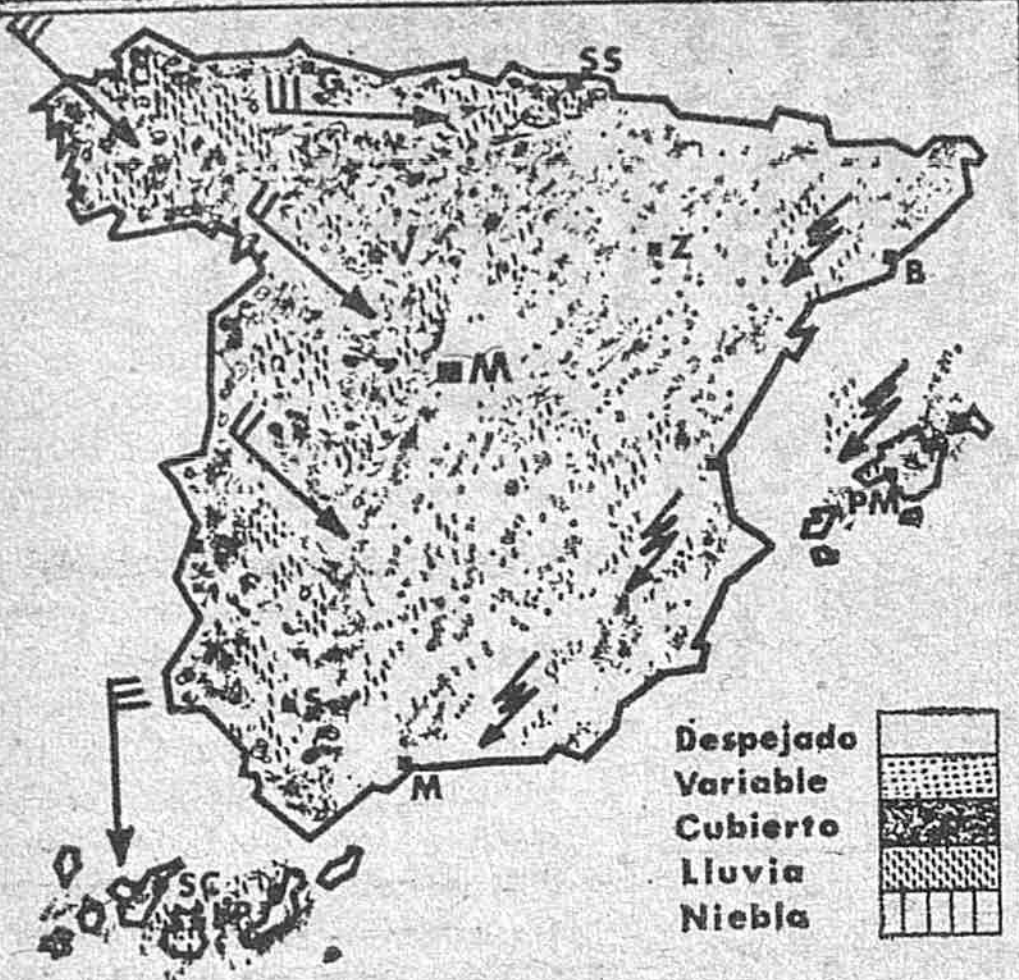 C
G
SS
V
Z
B
M
PM
S
M
SC
Despejado
Variable
Cubierto
Lluvia
Niebla